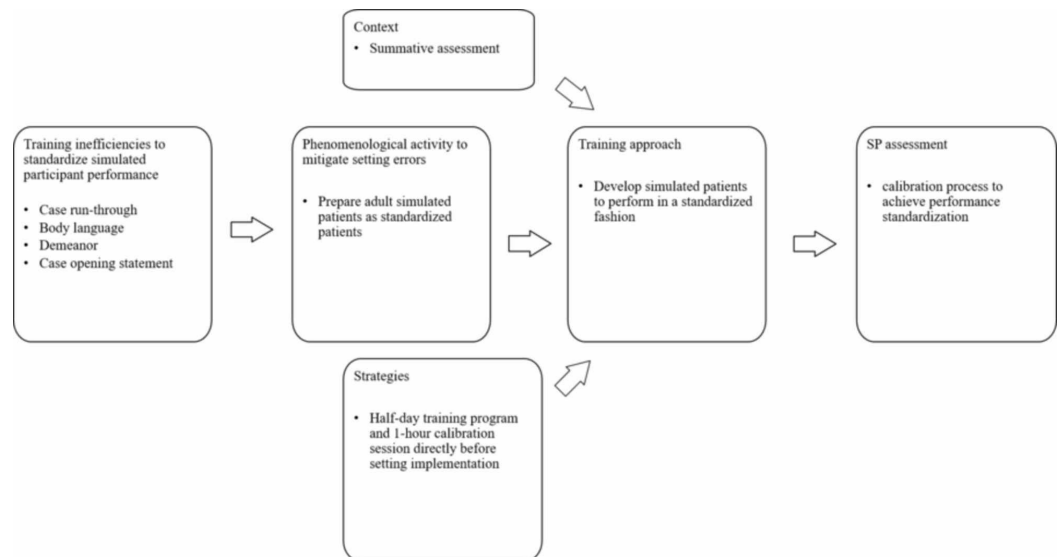 Context
• Summative assessment
Training inefficiencies to
standardize simulated
participant performance
• Case run-through
• Body language
• Demeanor
• Case opening statement
Phenomenological activity to
mitigate setting errors
• Prepare adult simulated
patients as standardized
patients
Training approach
• Develop simulated patients
to perform in a standardized
fashion
SP assessment
• calibration process to
achieve performance
standardization
Strategies
• Half-day training program
and 1-hour calibration
session directly before
setting implementation